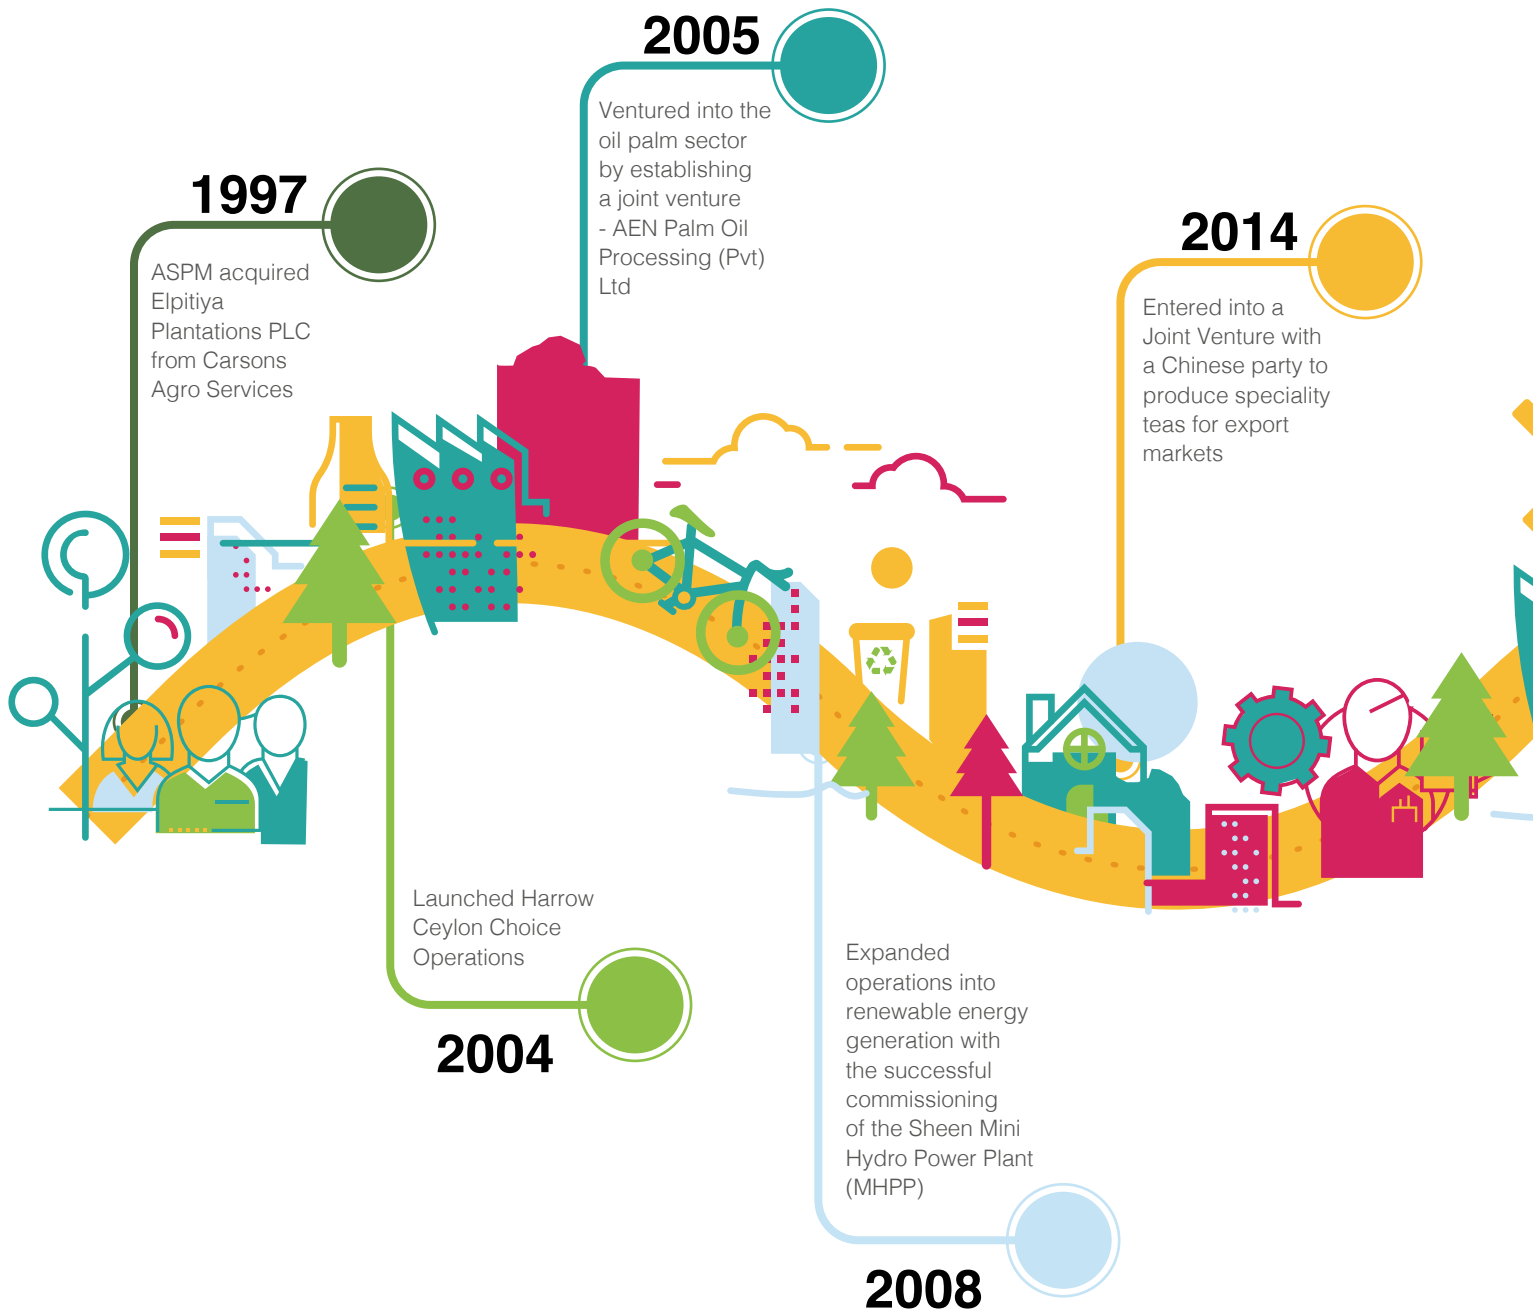 1997
ASPM acquired
Elpitiya
Plantations PLC
from Carsons
Agro Services
2004
Launched Harrow
Ceylon Choice
Operations
2005
Ventured into the
oil palm sector
by establishing
a joint venture
- AEN Palm Oil
Processing (Pvt)
Ltd
2008
Expanded
operations into
renewable energy
generation with
the successful
commissioning
of the Sheen Mini
Hydro Power Plant
(MHPP)
2014
Entered into a
Joint Venture with
a Chinese party to
produce speciality
teas for export
markets